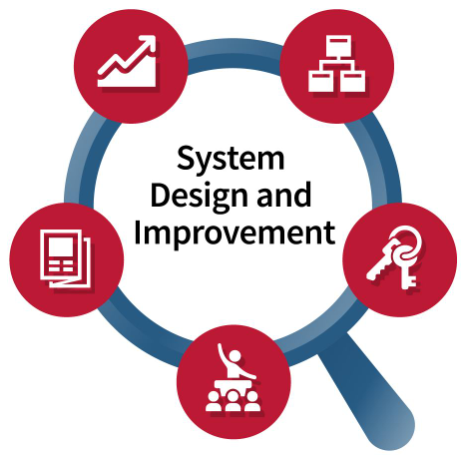 System
Design and
Improvement